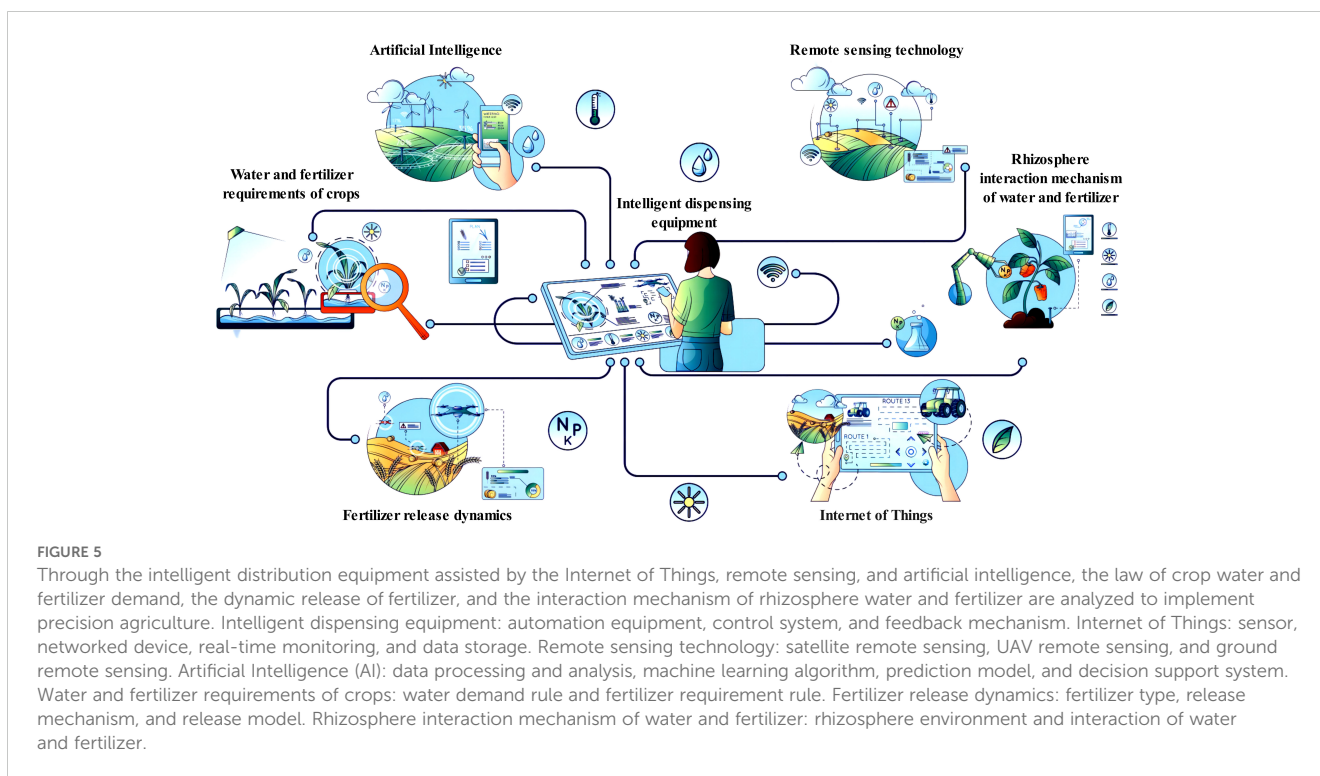 Artificial Intelligence
Remote sensing technology
Water and fertilizer
requirements of crops
Intelligent dispensing
equipment
Rhizosphere
interaction mechanism
of water and fertilizer
N P
K
ROUTE 13
ROUTE 1
Fertilizer release dynamics
Internet of Things
FIGURE 5
Through the intelligent distribution equipment assisted by the Internet of Things, remote sensing, and artificial intelligence, the law of crop water and
fertilizer demand, the dynamic release of fertilizer, and the interaction mechanism of rhizosphere water and fertilizer are analyzed to implement
precision agriculture. Intelligent dispensing equipment: automation equipment, control system, and feedback mechanism. Internet of Things: sensor,
networked device, real-time monitoring, and data storage. Remote sensing technology: satellite remote sensing, UAV remote sensing, and ground
remote sensing. Artificial Intelligence (AI): data processing and analysis, machine learning algorithm, prediction model, and decision support system.
Water and fertilizer requirements of crops: water demand rule and fertilizer requirement rule. Fertilizer release dynamics: fertilizer type, release
mechanism, and release model. Rhizosphere interaction mechanism of water and fertilizer: rhizosphere environment and interaction of water
and fertilizer.